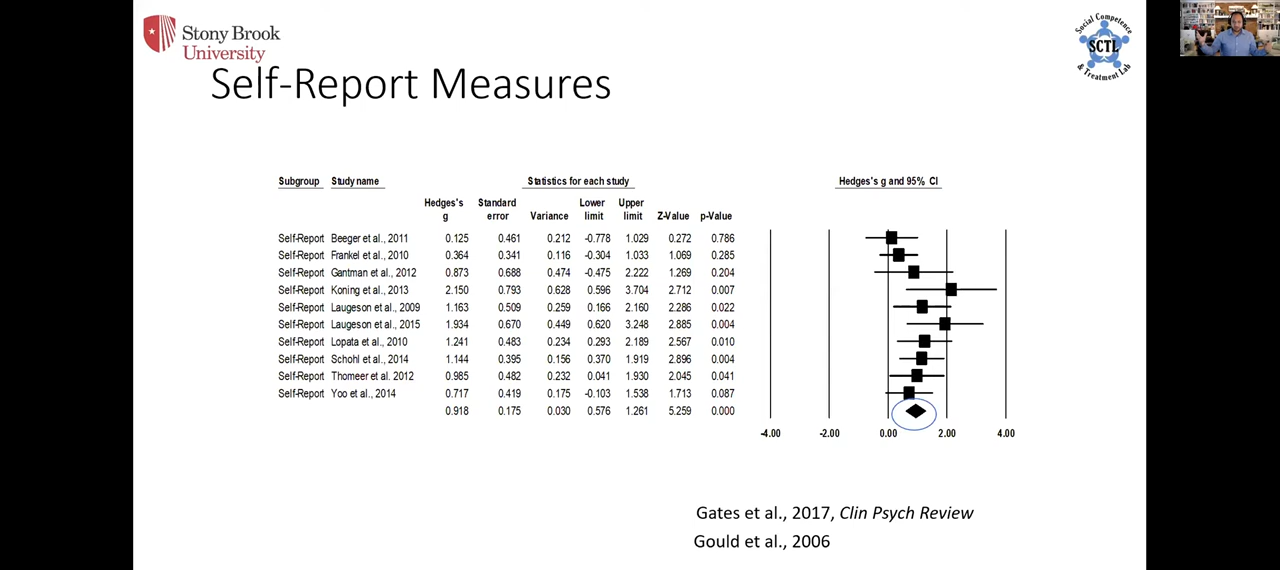 Stony Brook
University
Social Competence
SCTL
& Treatment Lab
Self-Report Measures
Subgroup Study name Statistics for each study Hedges's g and 95% CI
Hedges's Standard Lower Upper
g error Variance limit limit Z-Value p-Value
Self-Report Beeger et al., 2011 0.125 0.461 0.212 -0.778 1.029 0.272 0.786
Self-Report Frankel et al., 2010 0.364 0.341 0.116 -0.304 1.033 1.069 0.285
Self-Report Gantman et al., 2012 0.873 0.688 0.474 -0.475 2.222 1.269 0.204
Self-Report Koning et al., 2013 2.150 0.793 0.628 0.596 3.704 2.712 0.007
Self-Report Laugeson et al., 2009 1.163 0.509 0.259 0.166 2.160 2.286 0.022
Self-Report Laugeson et al., 2015 1.934 0.670 0.449 0.620 3.248 2.885 0.004
Self-Report Lopata et al., 2010 1.241 0.483 0.234 0.293 2.189 2.567 0.010
Self-Report Schohl et al., 2014 1.144 0.395 0.156 0.370 1.919 2.896 0.004
Self-Report Thomeer et al. 2012 0.985 0.482 0.232 0.041 1.930 2.045 0.041
Self-Report Yoo et al., 2014 0.717 0.419 0.175 -0.103 1.538 1.713 0.087
0.918 0.175 0.030 0.576 1.261 5.259 0.000
-4.00 -2.00 0.00 2.00 4.00
Gates et al., 2017, Clin Psych Review
Gould et al., 2006